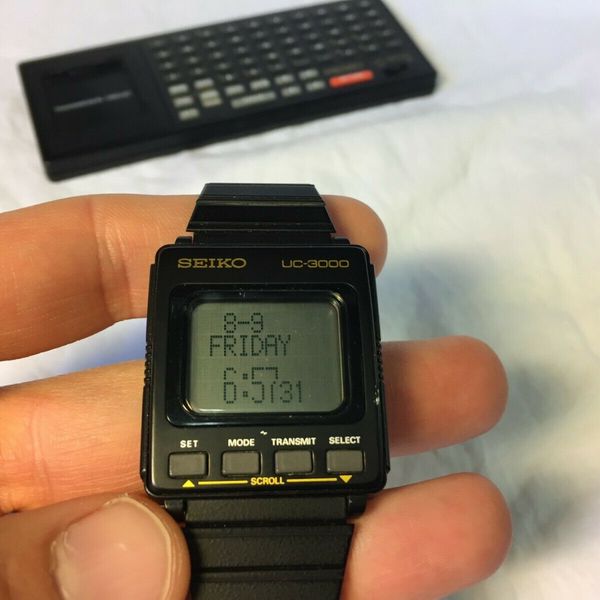 SEIKO UC-3000
8-9
FRIDAY
6:57 31
SET MODE TRANSMIT SELECT
SCROLL